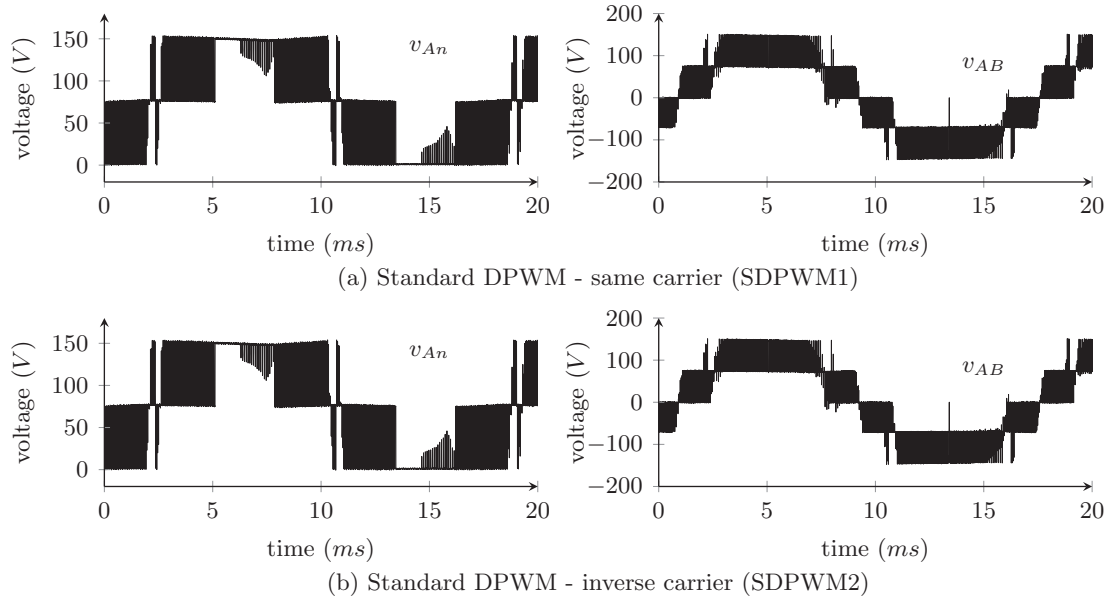 voltage (V)
150
100
50
0
v_An
0 5 10 15 20
time (ms)
voltage (V)
200
100
0
−100
−200
v_AB
0 5 10 15 20
time (ms)
(a) Standard DPWM - same carrier (SDPWM1)
voltage (V)
150
100
50
0
v_An
0 5 10 15 20
time (ms)
voltage (V)
200
100
0
−100
−200
v_AB
0 5 10 15 20
time (ms)
(b) Standard DPWM - inverse carrier (SDPWM2)